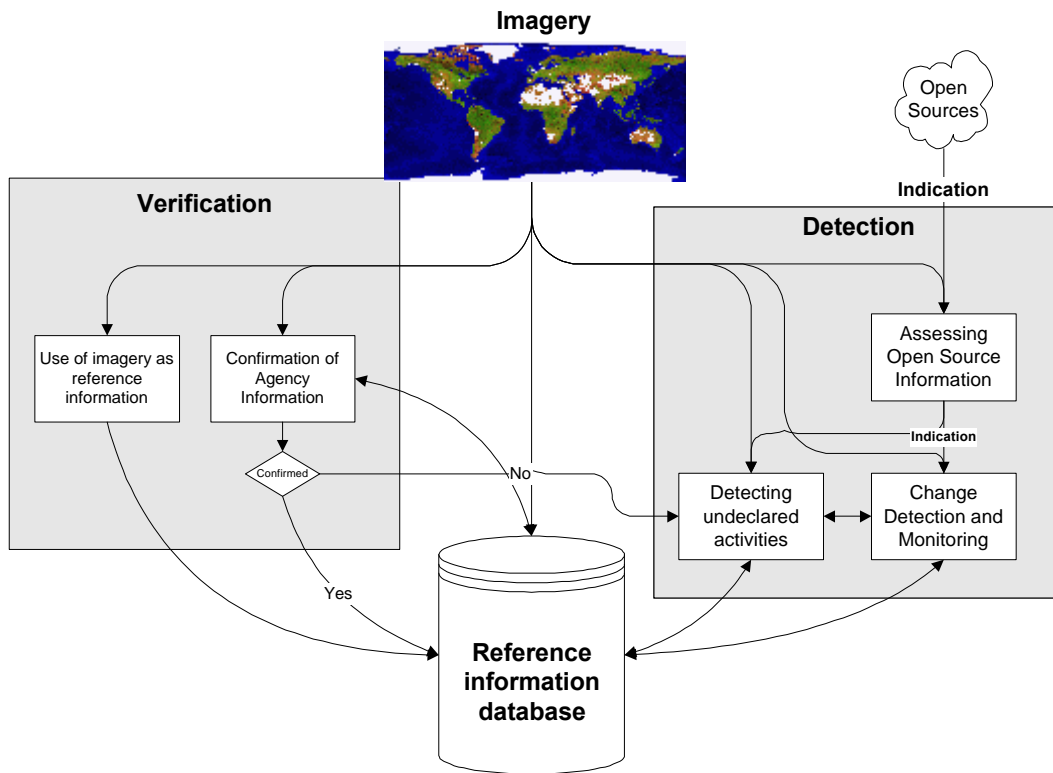 Imagery
Open
Sources
Indication
Verification
Detection
Use of imagery as
reference
information
Confirmation of
Agency
Information
Assessing
Open Source
Information
Indication
Confirmed
No
Detecting
undeclared
activities
Change
Detection and
Monitoring
Yes
Reference
information
database